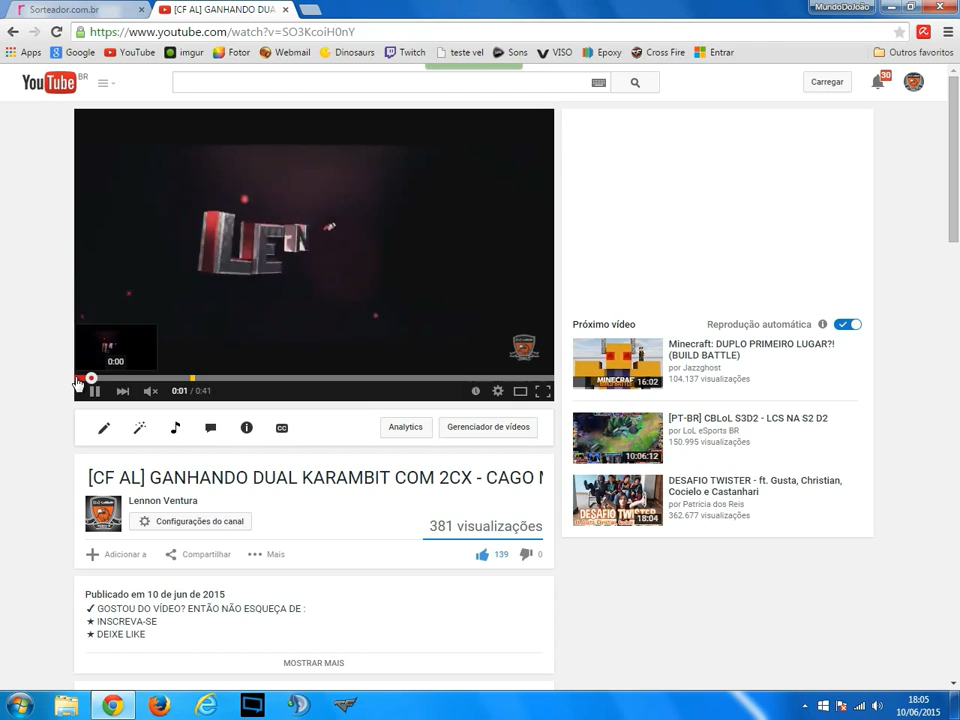 Sorteador.com.br
[CF AL] GANHANDO DUA
MundoDoJoão
https://www.youtube.com/watch?v=SO3KcoiH0nY
Apps
Google
YouTube
imgur
Fotor
Webmail
Dinosaurs
Twitch
teste vel
Sons
VISO
Epoxy
Cross Fire
Entrar
Outros favoritos
YouTube BR
Carregar
30
LEN
0:00
0:01 / 0:41
Próximo vídeo
Reprodução automática
Minecraft: DUPLO PRIMEIRO LUGAR?!
(BUILD BATTLE)
por Jazzghost
104.137 visualizações
16:02
[PT-BR] CBLoL S3D2 - LCS NA S2 D2
por LoL eSports BR
150.995 visualizações
10:06:12
DESAFIO TWISTER - ft. Gusta, Christian,
Cocielo e Castanhari
por Patricia dos Reis
362.677 visualizações
18:04
CC
Analytics
Gerenciador de vídeos
[CF AL] GANHANDO DUAL KARAMBIT COM 2CX - CAGO
Lennon Ventura
Configurações do canal
381 visualizações
Adicionar a
Compartilhar
Mais
139
0
Publicado em 10 de jun de 2015
✓ GOSTOU DO VÍDEO? ENTÃO NÃO ESQUEÇA DE :
★ INSCREVA-SE
★ DEIXE LIKE
MOSTRAR MAIS
18:05
10/06/2015